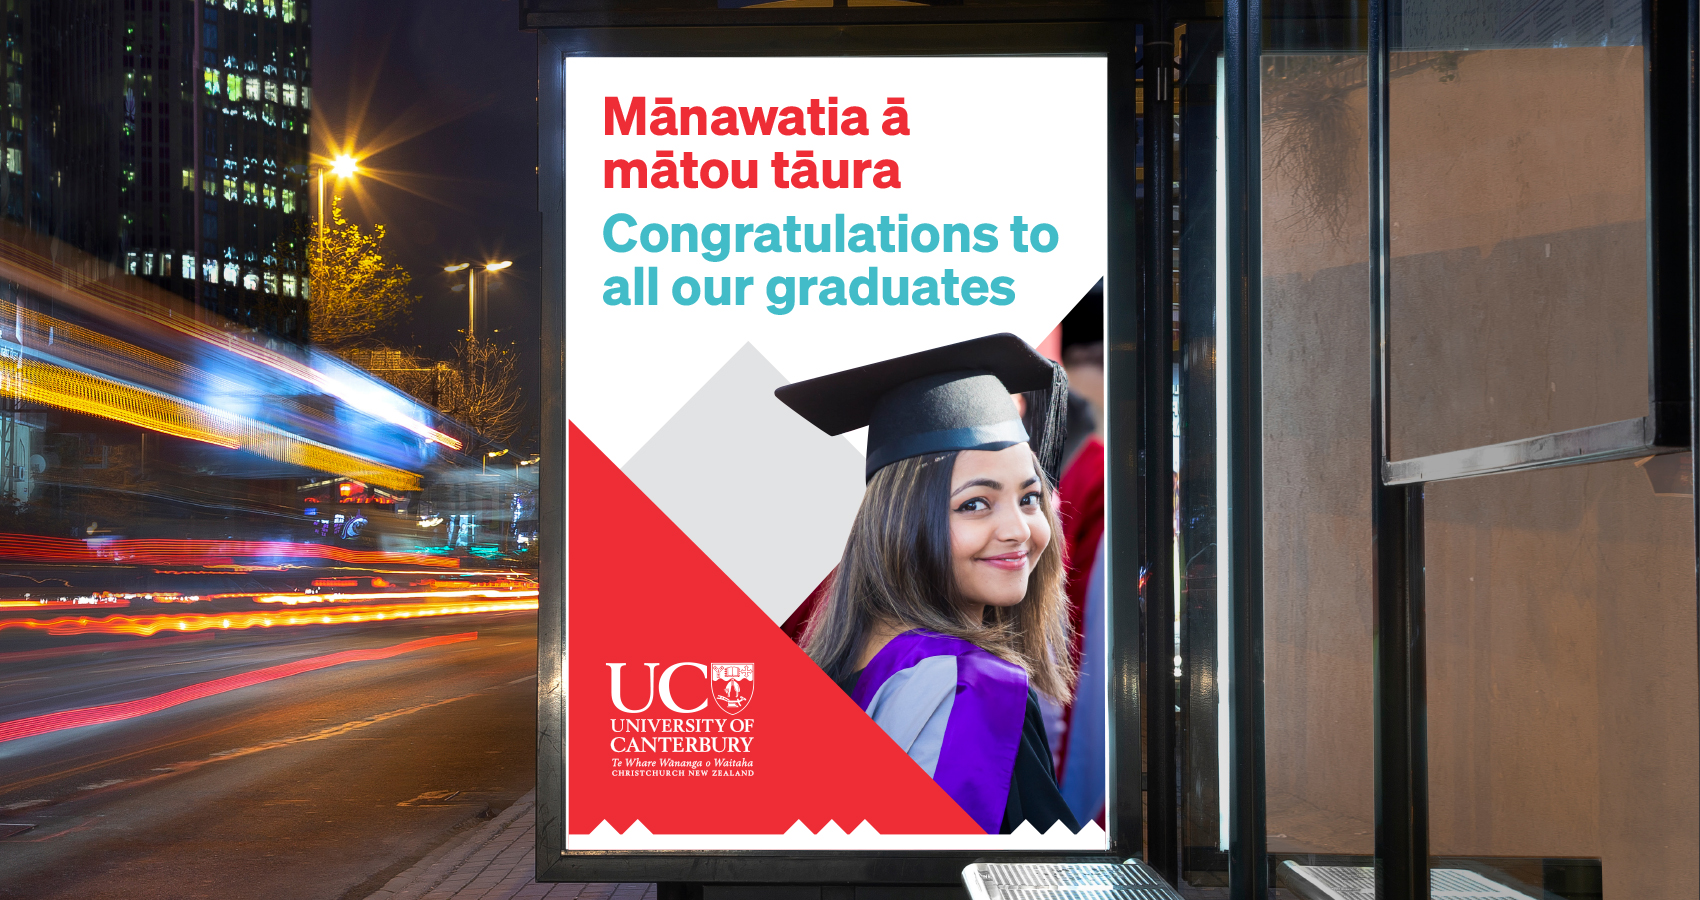 Mānawatia ā
mātou tāura
Congratulations to
all our graduates
UC
UNIVERSITY OF
CANTERBURY
Te Whare Wānanga o Waitaha
CHRISTCHURCH NEW ZEALAND